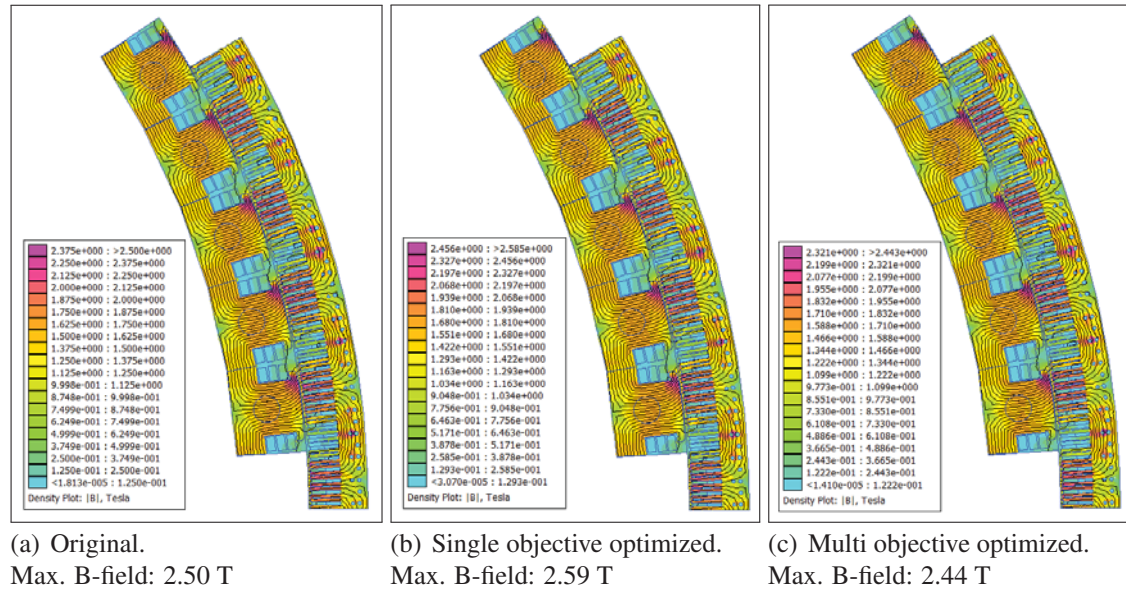 2.375e+000 : >2.500e+000
2.250e+000 : 2.375e+000
2.125e+000 : 2.250e+000
2.000e+000 : 2.125e+000
1.875e+000 : 2.000e+000
1.750e+000 : 1.875e+000
1.625e+000 : 1.750e+000
1.500e+000 : 1.625e+000
1.375e+000 : 1.500e+000
1.250e+000 : 1.375e+000
1.125e+000 : 1.250e+000
9.998e-001 : 1.125e+000
8.748e-001 : 9.998e-001
7.499e-001 : 8.748e-001
6.249e-001 : 7.499e-001
4.999e-001 : 6.249e-001
3.749e-001 : 4.999e-001
2.500e-001 : 3.749e-001
1.250e-001 : 2.500e-001
<1.813e-005 : 1.250e-001
Density Plot: |B|, Tesla
2.456e+000 : >2.585e+000
2.327e+000 : 2.456e+000
2.197e+000 : 2.327e+000
2.068e+000 : 2.197e+000
1.939e+000 : 2.068e+000
1.810e+000 : 1.939e+000
1.680e+000 : 1.810e+000
1.551e+000 : 1.680e+000
1.422e+000 : 1.551e+000
1.293e+000 : 1.422e+000
1.163e+000 : 1.293e+000
1.034e+000 : 1.163e+000
9.048e-001 : 1.034e+000
7.756e-001 : 9.048e-001
6.463e-001 : 7.756e-001
5.171e-001 : 6.463e-001
3.878e-001 : 5.171e-001
2.585e-001 : 3.878e-001
1.293e-001 : 2.585e-001
<3.070e-005 : 1.293e-001
Density Plot: |B|, Tesla
2.321e+000 : >2.443e+000
2.199e+000 : 2.321e+000
2.077e+000 : 2.199e+000
1.955e+000 : 2.077e+000
1.832e+000 : 1.955e+000
1.710e+000 : 1.832e+000
1.588e+000 : 1.710e+000
1.466e+000 : 1.588e+000
1.344e+000 : 1.466e+000
1.222e+000 : 1.344e+000
1.099e+000 : 1.222e+000
9.773e-001 : 1.099e+000
8.551e-001 : 9.773e-001
7.330e-001 : 8.551e-001
6.108e-001 : 7.330e-001
4.886e-001 : 6.108e-001
3.665e-001 : 4.886e-001
2.443e-001 : 3.665e-001
1.222e-001 : 2.443e-001
<1.410e-005 : 1.222e-001
Density Plot: |B|, Tesla
(a) Original.
Max. B-field: 2.50 T
(b) Single objective optimized.
Max. B-field: 2.59 T
(c) Multi objective optimized.
Max. B-field: 2.44 T